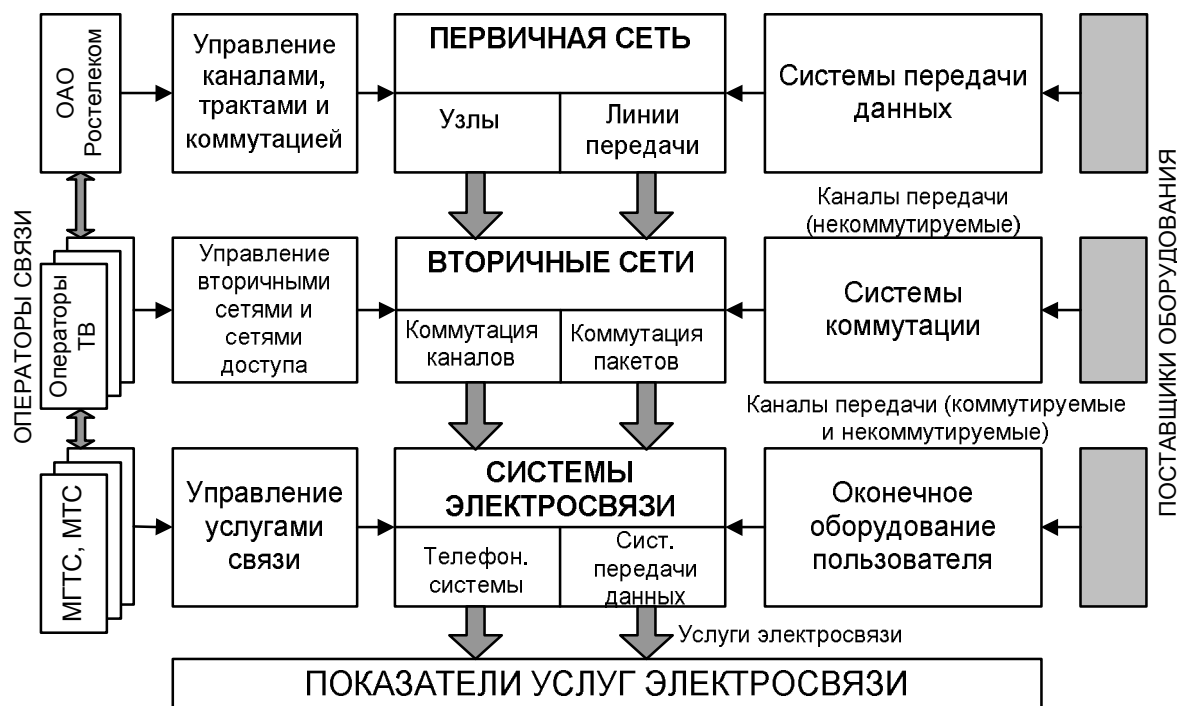 ОПЕРАТОРЫ СВЯЗИ
ОАО
Ростелеком
Управление
каналами,
трактами и
коммутацией
ПЕРВИЧНАЯ СЕТЬ
Узлы
Линии
передачи
Системы передачи
данных
Каналы передачи
(некоммутируемые)
Операторы
ТВ
Управление
вторичными
сетями и
сетями
доступа
ВТОРИЧНЫЕ СЕТИ
Коммутация
каналов
Коммутация
пакетов
Системы
коммутации
Каналы передачи (коммутируемые
и некоммутируемые)
МГТС, МТС
Управление
услугами
связи
СИСТЕМЫ
ЭЛЕКТРОСВЯЗИ
Телефон.
системы
Сист.
передачи
данных
Оконечное
оборудование
пользователя
ПОСТАВЩИКИ ОБОРУДОВАНИЯ
Услуги электросвязи
ПОКАЗАТЕЛИ УСЛУГ ЭЛЕКТРОСВЯЗИ